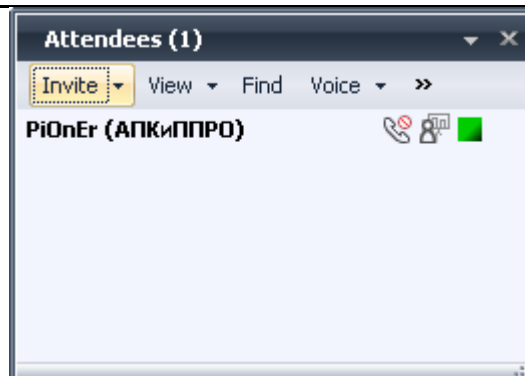 Attendees (1)
Invite View Find Voice »
PiOnEr (АПКиППРО)